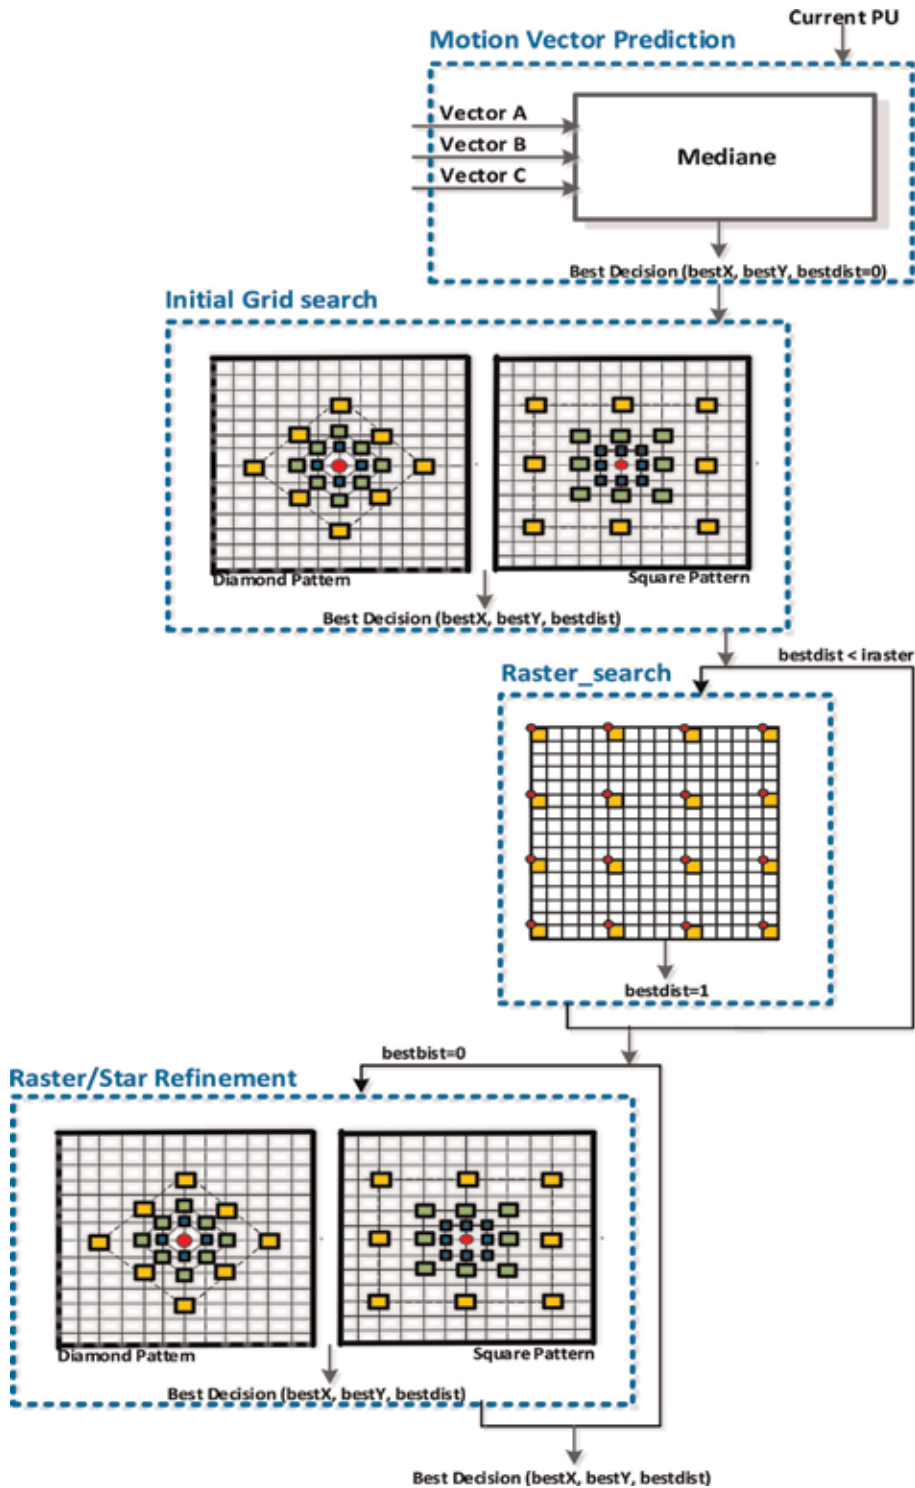 Current PU
Motion Vector Prediction
Vector A
Vector B
Vector C
Mediane
Best Decision (bestX, bestY, bestdist=0)
Initial Grid search
Diamond Pattern
Square Pattern
Best Decision (bestX, bestY, bestdist)
bestdist < iraster
Raster_search
bestdist=1
bestbist=0
Raster/Star Refinement
Diamond Pattern
Square Pattern
Best Decision (bestX, bestY, bestdist)
Best Decision (bestX, bestY, bestdist)